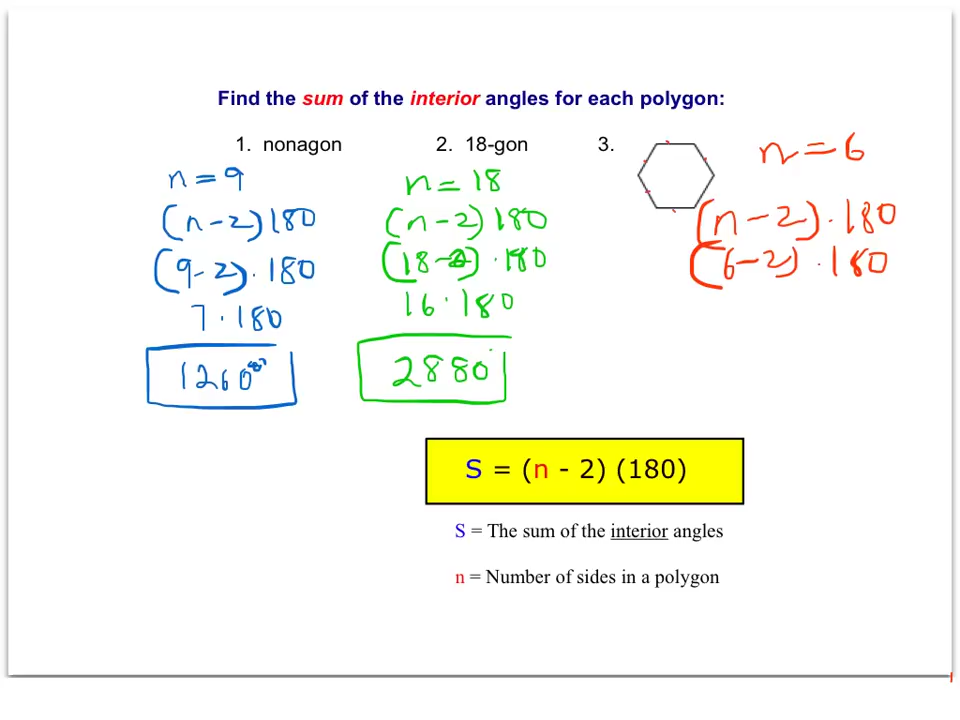 Find the sum of the interior angles for each polygon:
1. nonagon
2. 18-gon
3.
n = 9
(n - 2) 180
(9 - 2) · 180
7 · 180
1260
n = 18
(n - 2) 180
(18 - 2) · 180
16 · 180
2880
n = 6
(n - 2) · 180
(6 - 2) · 180
S = (n - 2) (180)
S = The sum of the interior angles
n = Number of sides in a polygon